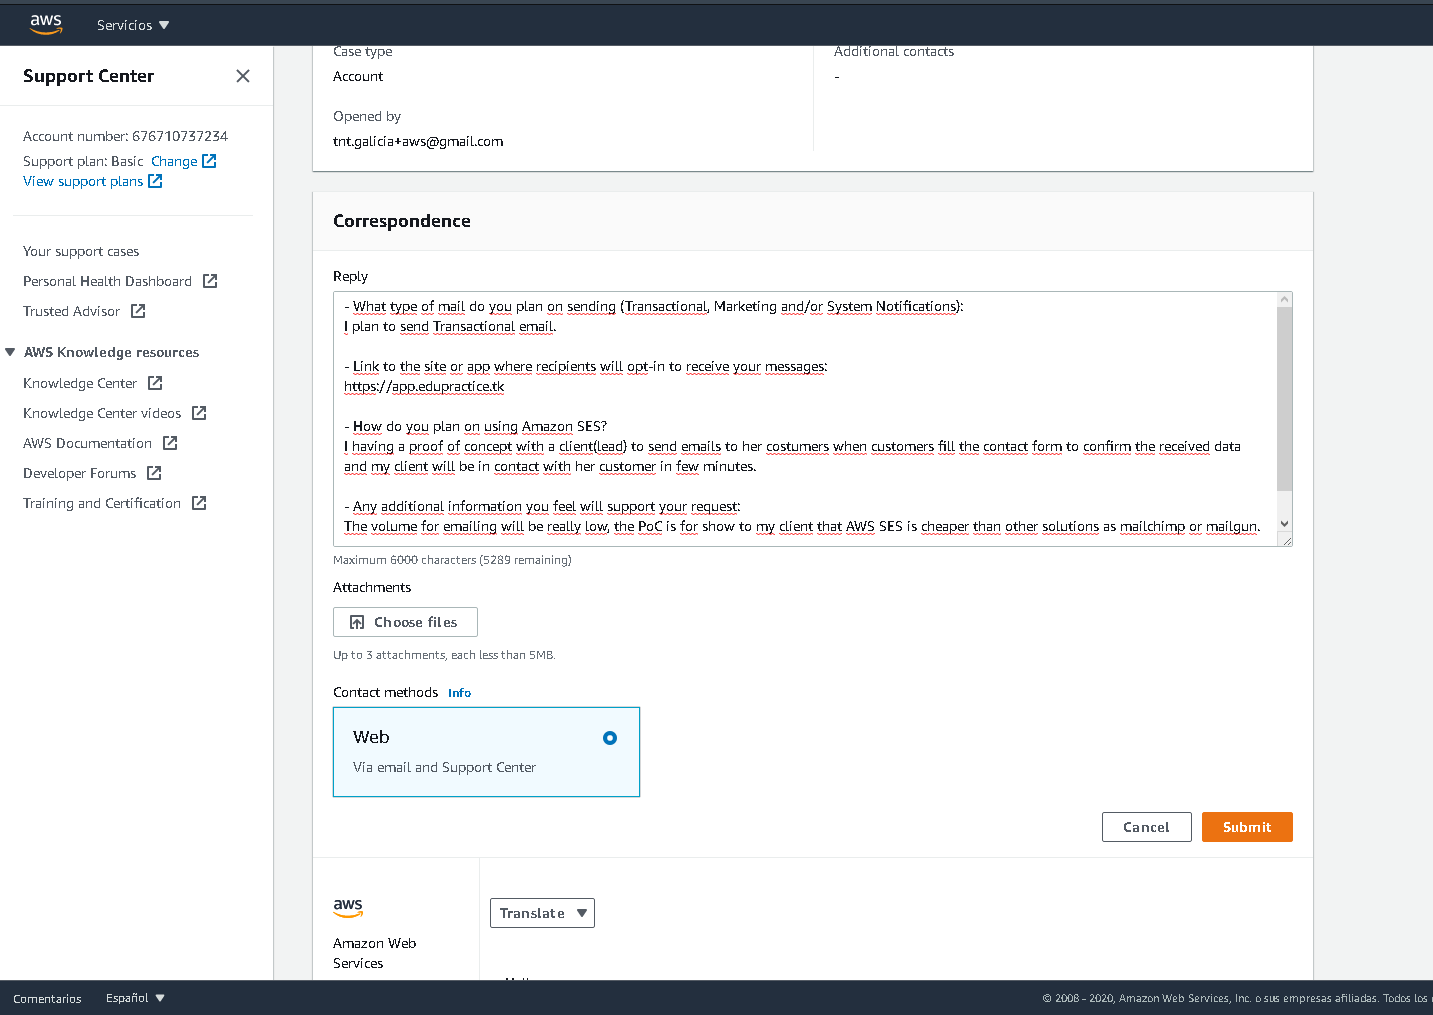 aws
Servicios
Support Center
Account number: 676710737234
Support plan: Basic Change
View support plans
Your support cases
Personal Health Dashboard
Trusted Advisor
AWS Knowledge resources
Knowledge Center
Knowledge Center videos
AWS Documentation
Developer Forums
Training and Certification
Case type
Account
Opened by
tnt.galicia+aws@gmail.com
Additional contacts
-
Correspondence
Reply
- What type of mail do you plan on sending (Transactional, Marketing and/or System Notifications):
I plan to send Transactional email.
- Link to the site or app where recipients will opt-in to receive your messages:
https://app.edupractice.tk
- How do you plan on using Amazon SES?
I having a proof of concept with a client(lead) to send emails to her costumers when customers fill the contact form to confirm the received data
and my client will be in contact with her customer in few minutes.
- Any additional information you feel will support your request:
The volume for emailing will be really low, the PoC is for show to my client that AWS SES is cheaper than other solutions as mailchimp or mailgun.
Maximum 6000 characters (5289 remaining)
Attachments
Choose files
Up to 3 attachments, each less than 5MB.
Contact methods Info
Web
Via email and Support Center
Cancel
Submit
aws
Amazon Web
Services
Translate
Comentarios
Español
© 2008 - 2020, Amazon Web Services, Inc. o sus empresas afiliadas. Todos los